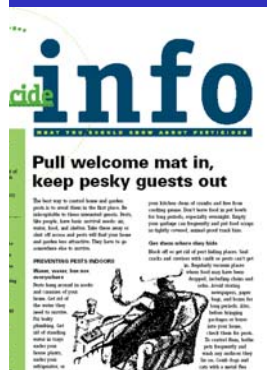 cide
info
WHAT YOU SHOULD KNOW ABOUT PESTICIDES
Pull welcome mat in,
keep pesky guests out
The best way to control home and garden
pests is to avoid them in the first place. Be
inhospitable to these unwanted guests. Pests,
like people, have basic survival needs: air,
water, food, and shelter. Take these away or
shut off access and pests will find your home
and garden less attractive. They have to go
somewhere else to survive.
PREVENTING PESTS INDOORS
Water, water, but not
everywhere
Pests hang around in nooks
and crannies of your
home. Get rid of
the water they
need to survive.
Fix leaky
plumbing. Get
rid of standing
water in trays
under your
house plants,
under your
refrigerator, or
your kitchen clean of crumbs and free from
cooking grease. Don't leave food in pet bowls
for long periods, especially overnight. Empty
your garbage can frequently and put food scraps
in tightly covered, animal proof trash bins.
Get them where they hide
Block off or get rid of pest hiding places. Seal
cracks and crevices with caulk so pests can't get
in. Regularly vacuum places
where food may have been
dropped, including chairs and
sofas. Avoid storing
newspapers, paper
bags, and boxes for
long periods. Also,
before bringing
packages or boxes
into your home,
check them for pests.
To control fleas, bathe
pets frequently and
wash any surfaces they
lie on. Comb dogs and
cats with a metal flea